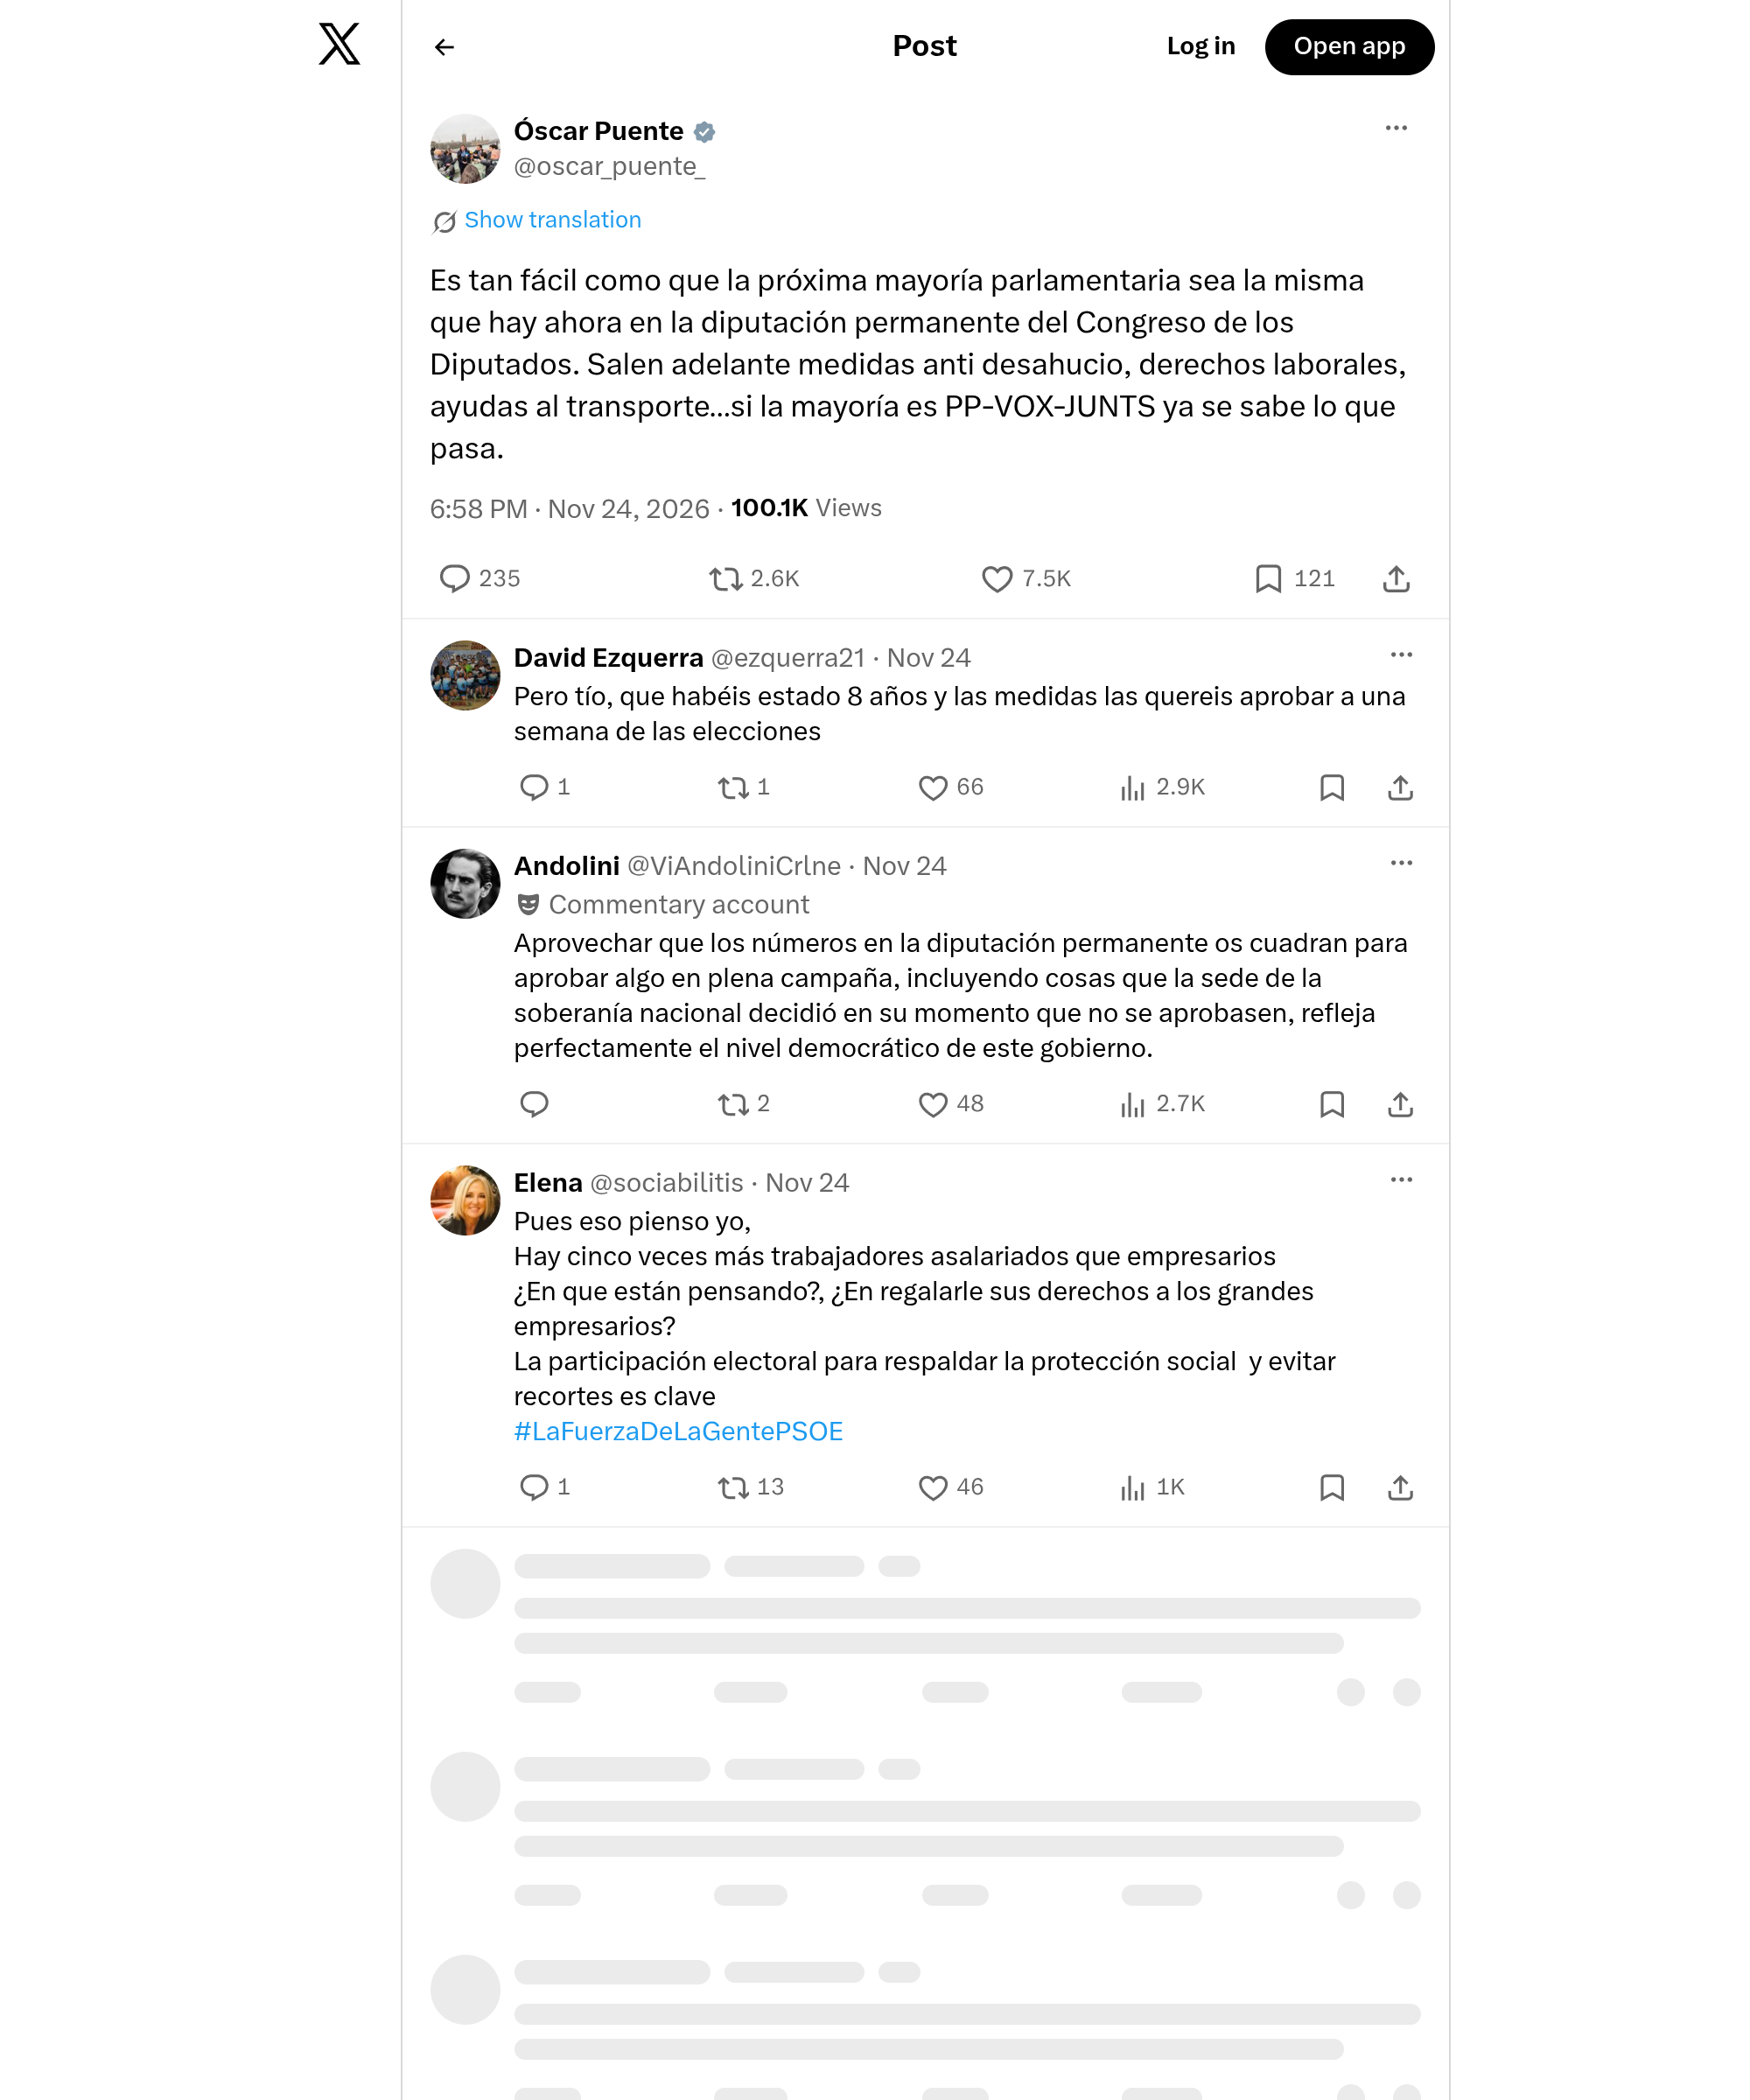 Post
Log in
Open app
Óscar Puente
@oscar_puente_
Show translation
Es tan fácil como que la próxima mayoría parlamentaria sea la misma
que hay ahora en la diputación permanente del Congreso de los
Diputados. Salen adelante medidas anti desahucio, derechos laborales,
ayudas al transporte...si la mayoría es PP-VOX-JUNTS ya se sabe lo que
pasa.
6:58 PM · Nov 24, 2026 · 100.1K Views
235 2.6K 7.5K 121
David Ezquerra @ezquerra21 · Nov 24
Pero tío, que habéis estado 8 años y las medidas las quereis aprobar a una
semana de las elecciones
1 1 66 2.9K
Andolini @ViAndoliniCrlne · Nov 24
Commentary account
Aprovechar que los números en la diputación permanente os cuadran para
aprobar algo en plena campaña, incluyendo cosas que la sede de la
soberanía nacional decidió en su momento que no se aprobasen, refleja
perfectamente el nivel democrático de este gobierno.
2 48 2.7K
Elena @sociabilitis · Nov 24
Pues eso pienso yo,
Hay cinco veces más trabajadores asalariados que empresarios
¿En que están pensando?, ¿En regalarle sus derechos a los grandes
empresarios?
La participación electoral para respaldar la protección social  y evitar
recortes es clave
#LaFuerzaDeLaGentePSOE
1 13 46 1K